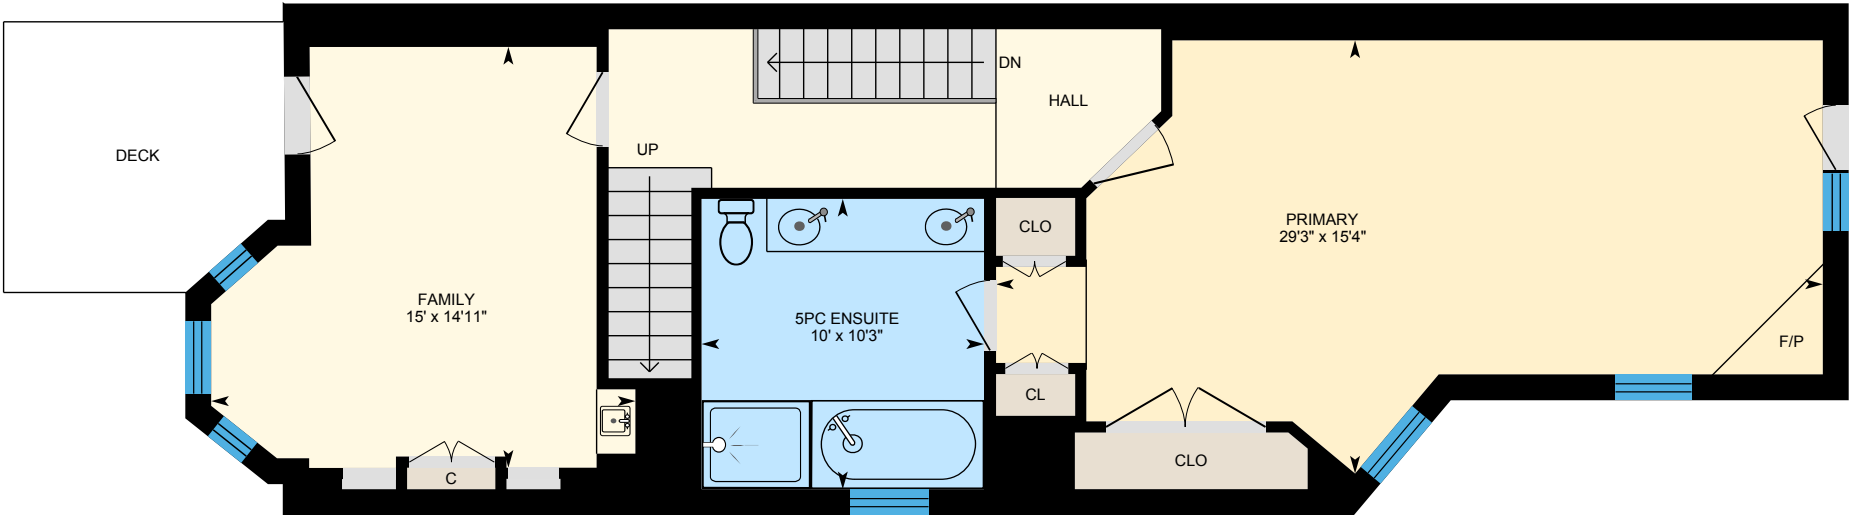 DECK
FAMILY
15' x 14'11"
C
UP
DN
HALL
5PC ENSUITE
10' x 10'3"
CLO
CL
CLO
PRIMARY
29'3" x 15'4"
F/P